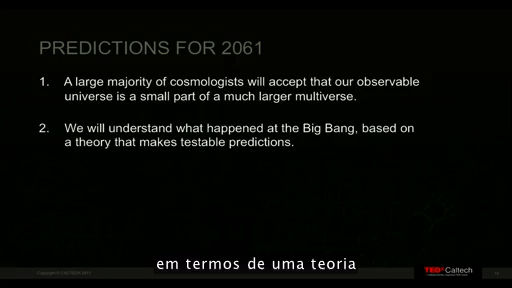 PREDICTIONS FOR 2061
1. A large majority of cosmologists will accept that our observable
universe is a small part of a much larger multiverse.
2. We will understand what happened at the Big Bang, based on
a theory that makes testable predictions.
em termos de uma teoria
TEDxCaltech